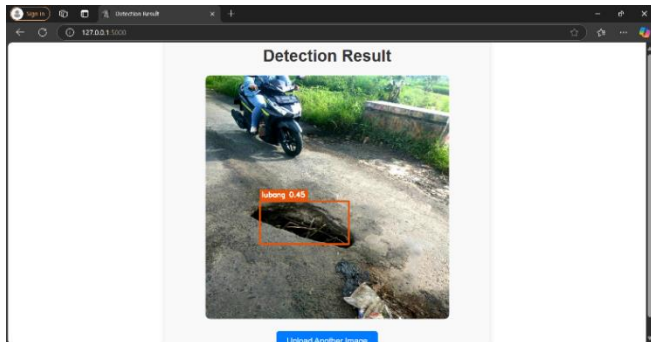 Sign in
Detection Result
127.0.0.1:5000
Detection Result
lubang 0.45
Upload Another Image